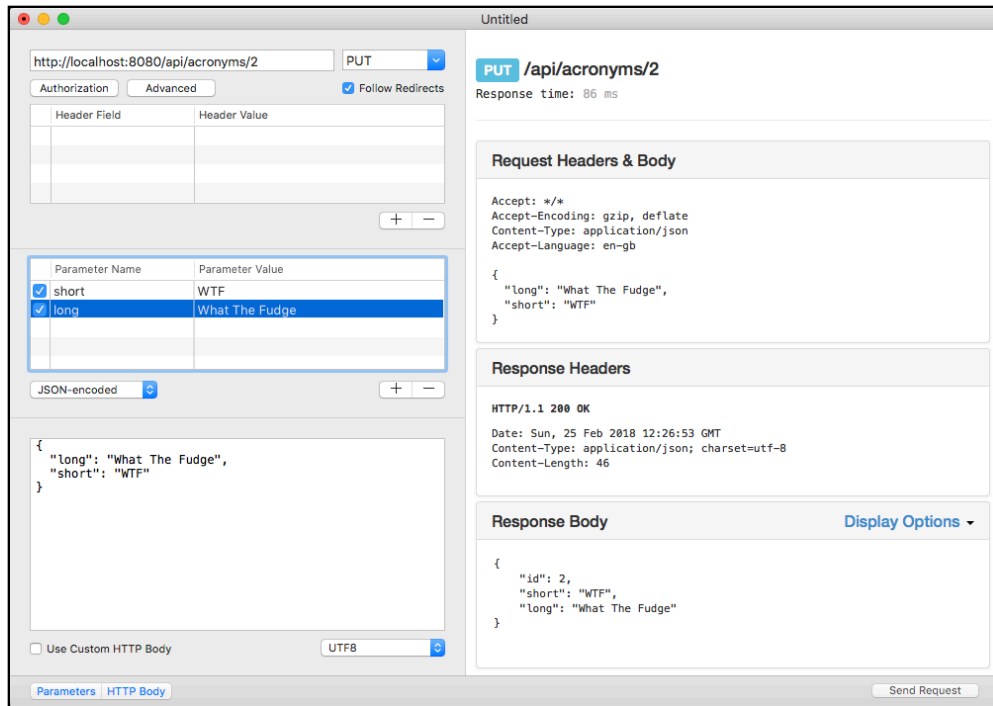 Untitled
http://localhost:8080/api/acronyms/2 PUT
Authorization Advanced Follow Redirects
Header Field Header Value
+ −
Parameter Name Parameter Value
short WTF
long What The Fudge
JSON-encoded + −
{
"long": "What The Fudge",
"short": "WTF"
}
Use Custom HTTP Body UTF8
Parameters HTTP Body
PUT /api/acronyms/2
Response time: 86 ms
Request Headers & Body
Accept: */*
Accept-Encoding: gzip, deflate
Content-Type: application/json
Accept-Language: en-gb
{
"long": "What The Fudge",
"short": "WTF"
}
Response Headers
HTTP/1.1 200 OK
Date: Sun, 25 Feb 2018 12:26:53 GMT
Content-Type: application/json; charset=utf-8
Content-Length: 46
Response Body Display Options
{
"id": 2,
"short": "WTF",
"long": "What The Fudge"
}
Send Request